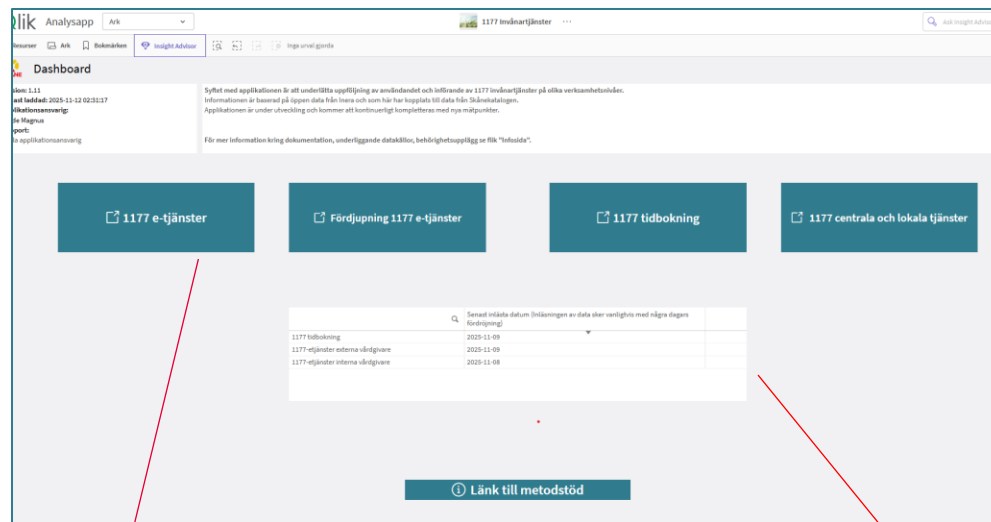 Qlik Analysapp Ark 1177 Invånartjänster ... Ask Insight Advisor
Resurser Ark Bokmärken Insight Advisor Inga urval gjorda
Dashboard
sion: 1.11
ast laddad: 2025-11-12 02:31:17
plikationsansvarig:
de Magnus
pport:
la applikationsansvarig
Syftet med applikationen är att underlätta uppföljning av användandet och införande av 1177 invånartjänster på olika verksamhetsnivåer.
Informationen är baserad på öppen data från Inera och som här har kopplats till data från Skånekatalogen.
Applikationen är under utveckling och kommer att kontinuerligt kompletteras med nya mätpunkter.
För mer information kring dokumentation, underliggande datakällor, behörighetsupplägg se flik "Infosida".
1177 e-tjänster
Fördjupning 1177 e-tjänster
1177 tidbokning
1177 centrala och lokala tjänster
Senast inlästa datum (Inläsningen av data sker vanligtvis med några dagars
fördröjning)
1177 tidbokning 2025-11-09
1177-etjänster externa vårdgivare 2025-11-09
1177-etjänster interna vårdgivare 2025-11-08
Länk till metodstöd